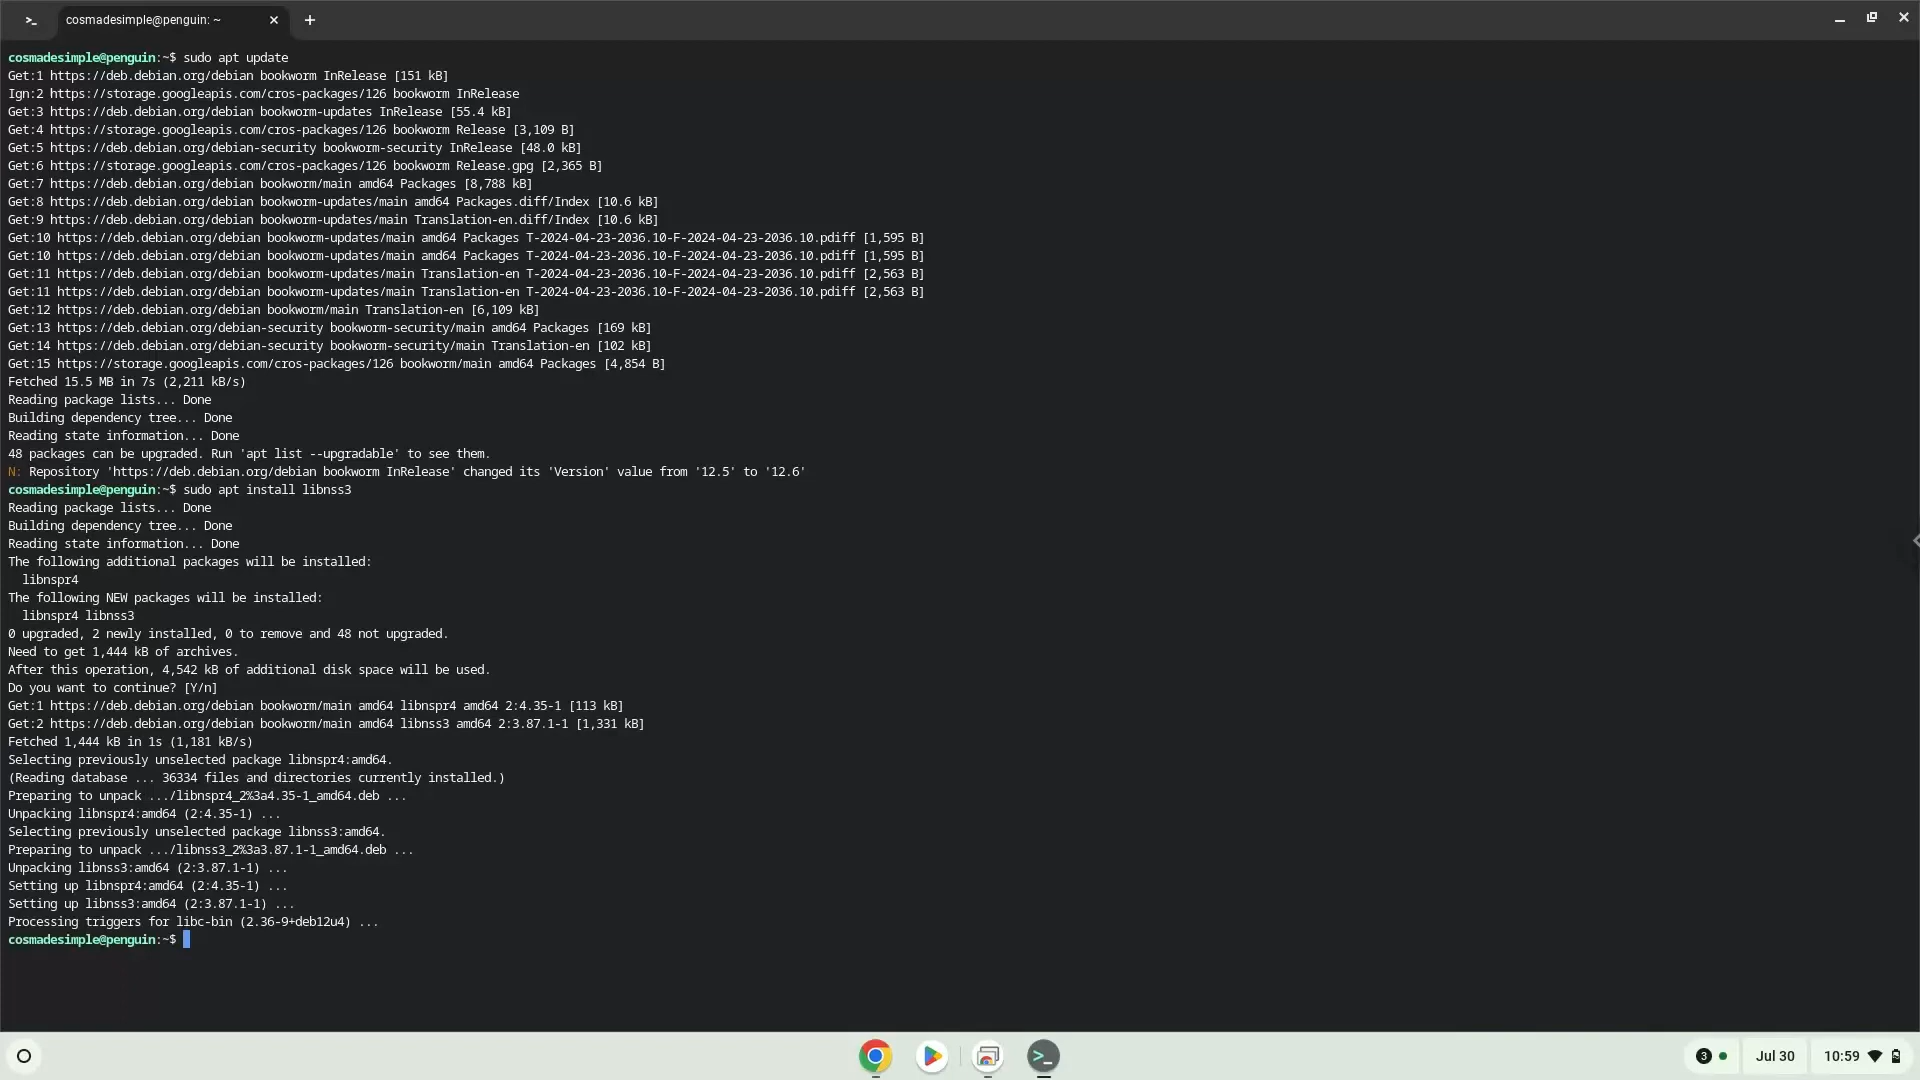 cosmadesimple@penguin: ~
cosmadesimple@penguin:~$ sudo apt update
Get:1 https://deb.debian.org/debian bookworm InRelease [151 kB]
Ign:2 https://storage.googleapis.com/cros-packages/126 bookworm InRelease
Get:3 https://deb.debian.org/debian bookworm-updates InRelease [55.4 kB]
Get:4 https://storage.googleapis.com/cros-packages/126 bookworm Release [3,109 B]
Get:5 https://deb.debian.org/debian-security bookworm-security InRelease [48.0 kB]
Get:6 https://storage.googleapis.com/cros-packages/126 bookworm Release.gpg [2,365 B]
Get:7 https://deb.debian.org/debian bookworm/main amd64 Packages [8,788 kB]
Get:8 https://deb.debian.org/debian bookworm-updates/main amd64 Packages.diff/Index [10.6 kB]
Get:9 https://deb.debian.org/debian bookworm-updates/main Translation-en.diff/Index [10.6 kB]
Get:10 https://deb.debian.org/debian bookworm-updates/main amd64 Packages T-2024-04-23-2036.10-F-2024-04-23-2036.10.pdiff [1,595 B]
Get:10 https://deb.debian.org/debian bookworm-updates/main amd64 Packages T-2024-04-23-2036.10-F-2024-04-23-2036.10.pdiff [1,595 B]
Get:11 https://deb.debian.org/debian bookworm-updates/main Translation-en T-2024-04-23-2036.10-F-2024-04-23-2036.10.pdiff [2,563 B]
Get:11 https://deb.debian.org/debian bookworm-updates/main Translation-en T-2024-04-23-2036.10-F-2024-04-23-2036.10.pdiff [2,563 B]
Get:12 https://deb.debian.org/debian bookworm/main Translation-en [6,109 kB]
Get:13 https://deb.debian.org/debian-security bookworm-security/main amd64 Packages [169 kB]
Get:14 https://deb.debian.org/debian-security bookworm-security/main Translation-en [102 kB]
Get:15 https://storage.googleapis.com/cros-packages/126 bookworm/main amd64 Packages [4,854 B]
Fetched 15.5 MB in 7s (2,211 kB/s)
Reading package lists... Done
Building dependency tree... Done
Reading state information... Done
48 packages can be upgraded. Run 'apt list --upgradable' to see them.
N: Repository 'https://deb.debian.org/debian bookworm InRelease' changed its 'Version' value from '12.5' to '12.6'
cosmadesimple@penguin:~$ sudo apt install libnss3
Reading package lists... Done
Building dependency tree... Done
Reading state information... Done
The following additional packages will be installed:
  libnspr4
The following NEW packages will be installed:
  libnspr4 libnss3
0 upgraded, 2 newly installed, 0 to remove and 48 not upgraded.
Need to get 1,444 kB of archives.
After this operation, 4,542 kB of additional disk space will be used.
Do you want to continue? [Y/n]
Get:1 https://deb.debian.org/debian bookworm/main amd64 libnspr4 amd64 2:4.35-1 [113 kB]
Get:2 https://deb.debian.org/debian bookworm/main amd64 libnss3 amd64 2:3.87.1-1 [1,331 kB]
Fetched 1,444 kB in 1s (1,181 kB/s)
Selecting previously unselected package libnspr4:amd64.
(Reading database ... 36334 files and directories currently installed.)
Preparing to unpack .../libnspr4_2%3a4.35-1_amd64.deb ...
Unpacking libnspr4:amd64 (2:4.35-1) ...
Selecting previously unselected package libnss3:amd64.
Preparing to unpack .../libnss3_2%3a3.87.1-1_amd64.deb ...
Unpacking libnss3:amd64 (2:3.87.1-1) ...
Setting up libnspr4:amd64 (2:4.35-1) ...
Setting up libnss3:amd64 (2:3.87.1-1) ...
Processing triggers for libc-bin (2.36-9+deb12u4) ...
cosmadesimple@penguin:~$
3 Jul 30 10:59